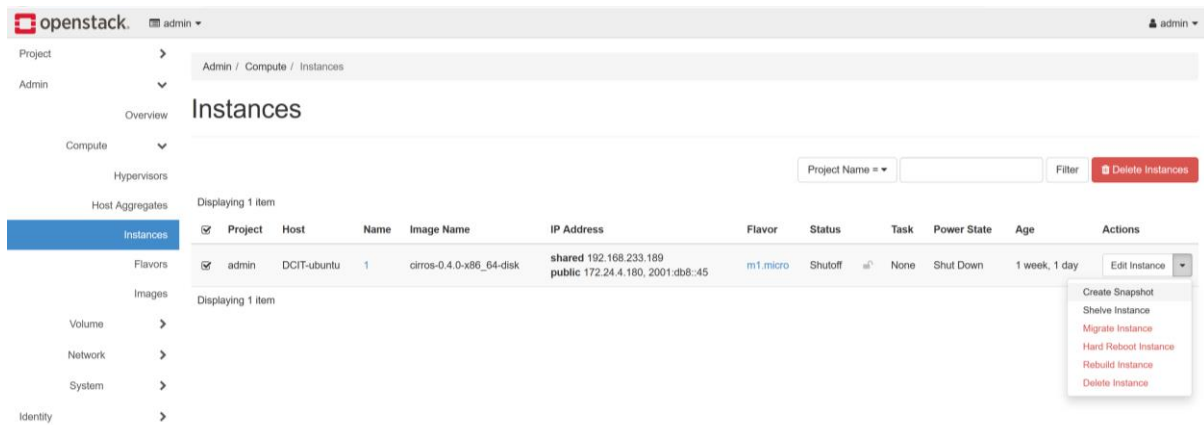 openstack. admin admin
Project
Admin
Overview
Compute
Hypervisors
Host Aggregates
Instances
Flavors
Images
Volume
Network
System
Identity
Admin / Compute / Instances
Instances
Project Name = Filter Delete Instances
Displaying 1 item
Project Host Name Image Name IP Address Flavor Status Task Power State Age Actions
admin DCIT-ubuntu 1 cirros-0.4.0-x86_64-disk shared 192.168.233.189 m1.micro Shutoff None Shut Down 1 week, 1 day Edit Instance
public 172.24.4.180, 2001:db8::45
Displaying 1 item
Create Snapshot
Shelve Instance
Migrate Instance
Hard Reboot Instance
Rebuild Instance
Delete Instance